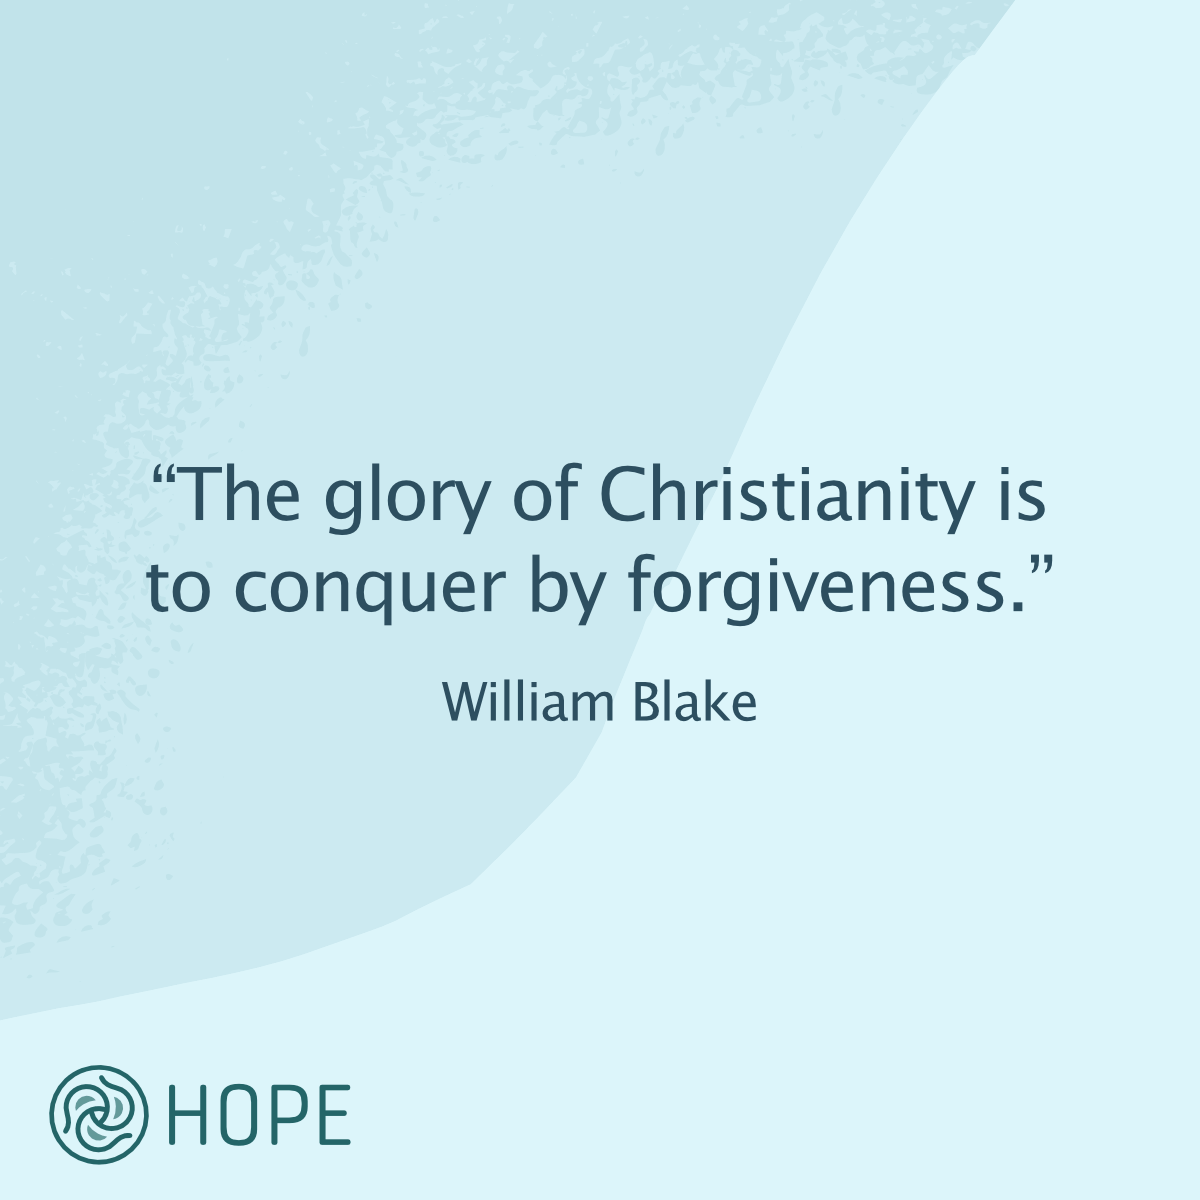 “The glory of Christianity is
to conquer by forgiveness.”
William Blake
HOPE